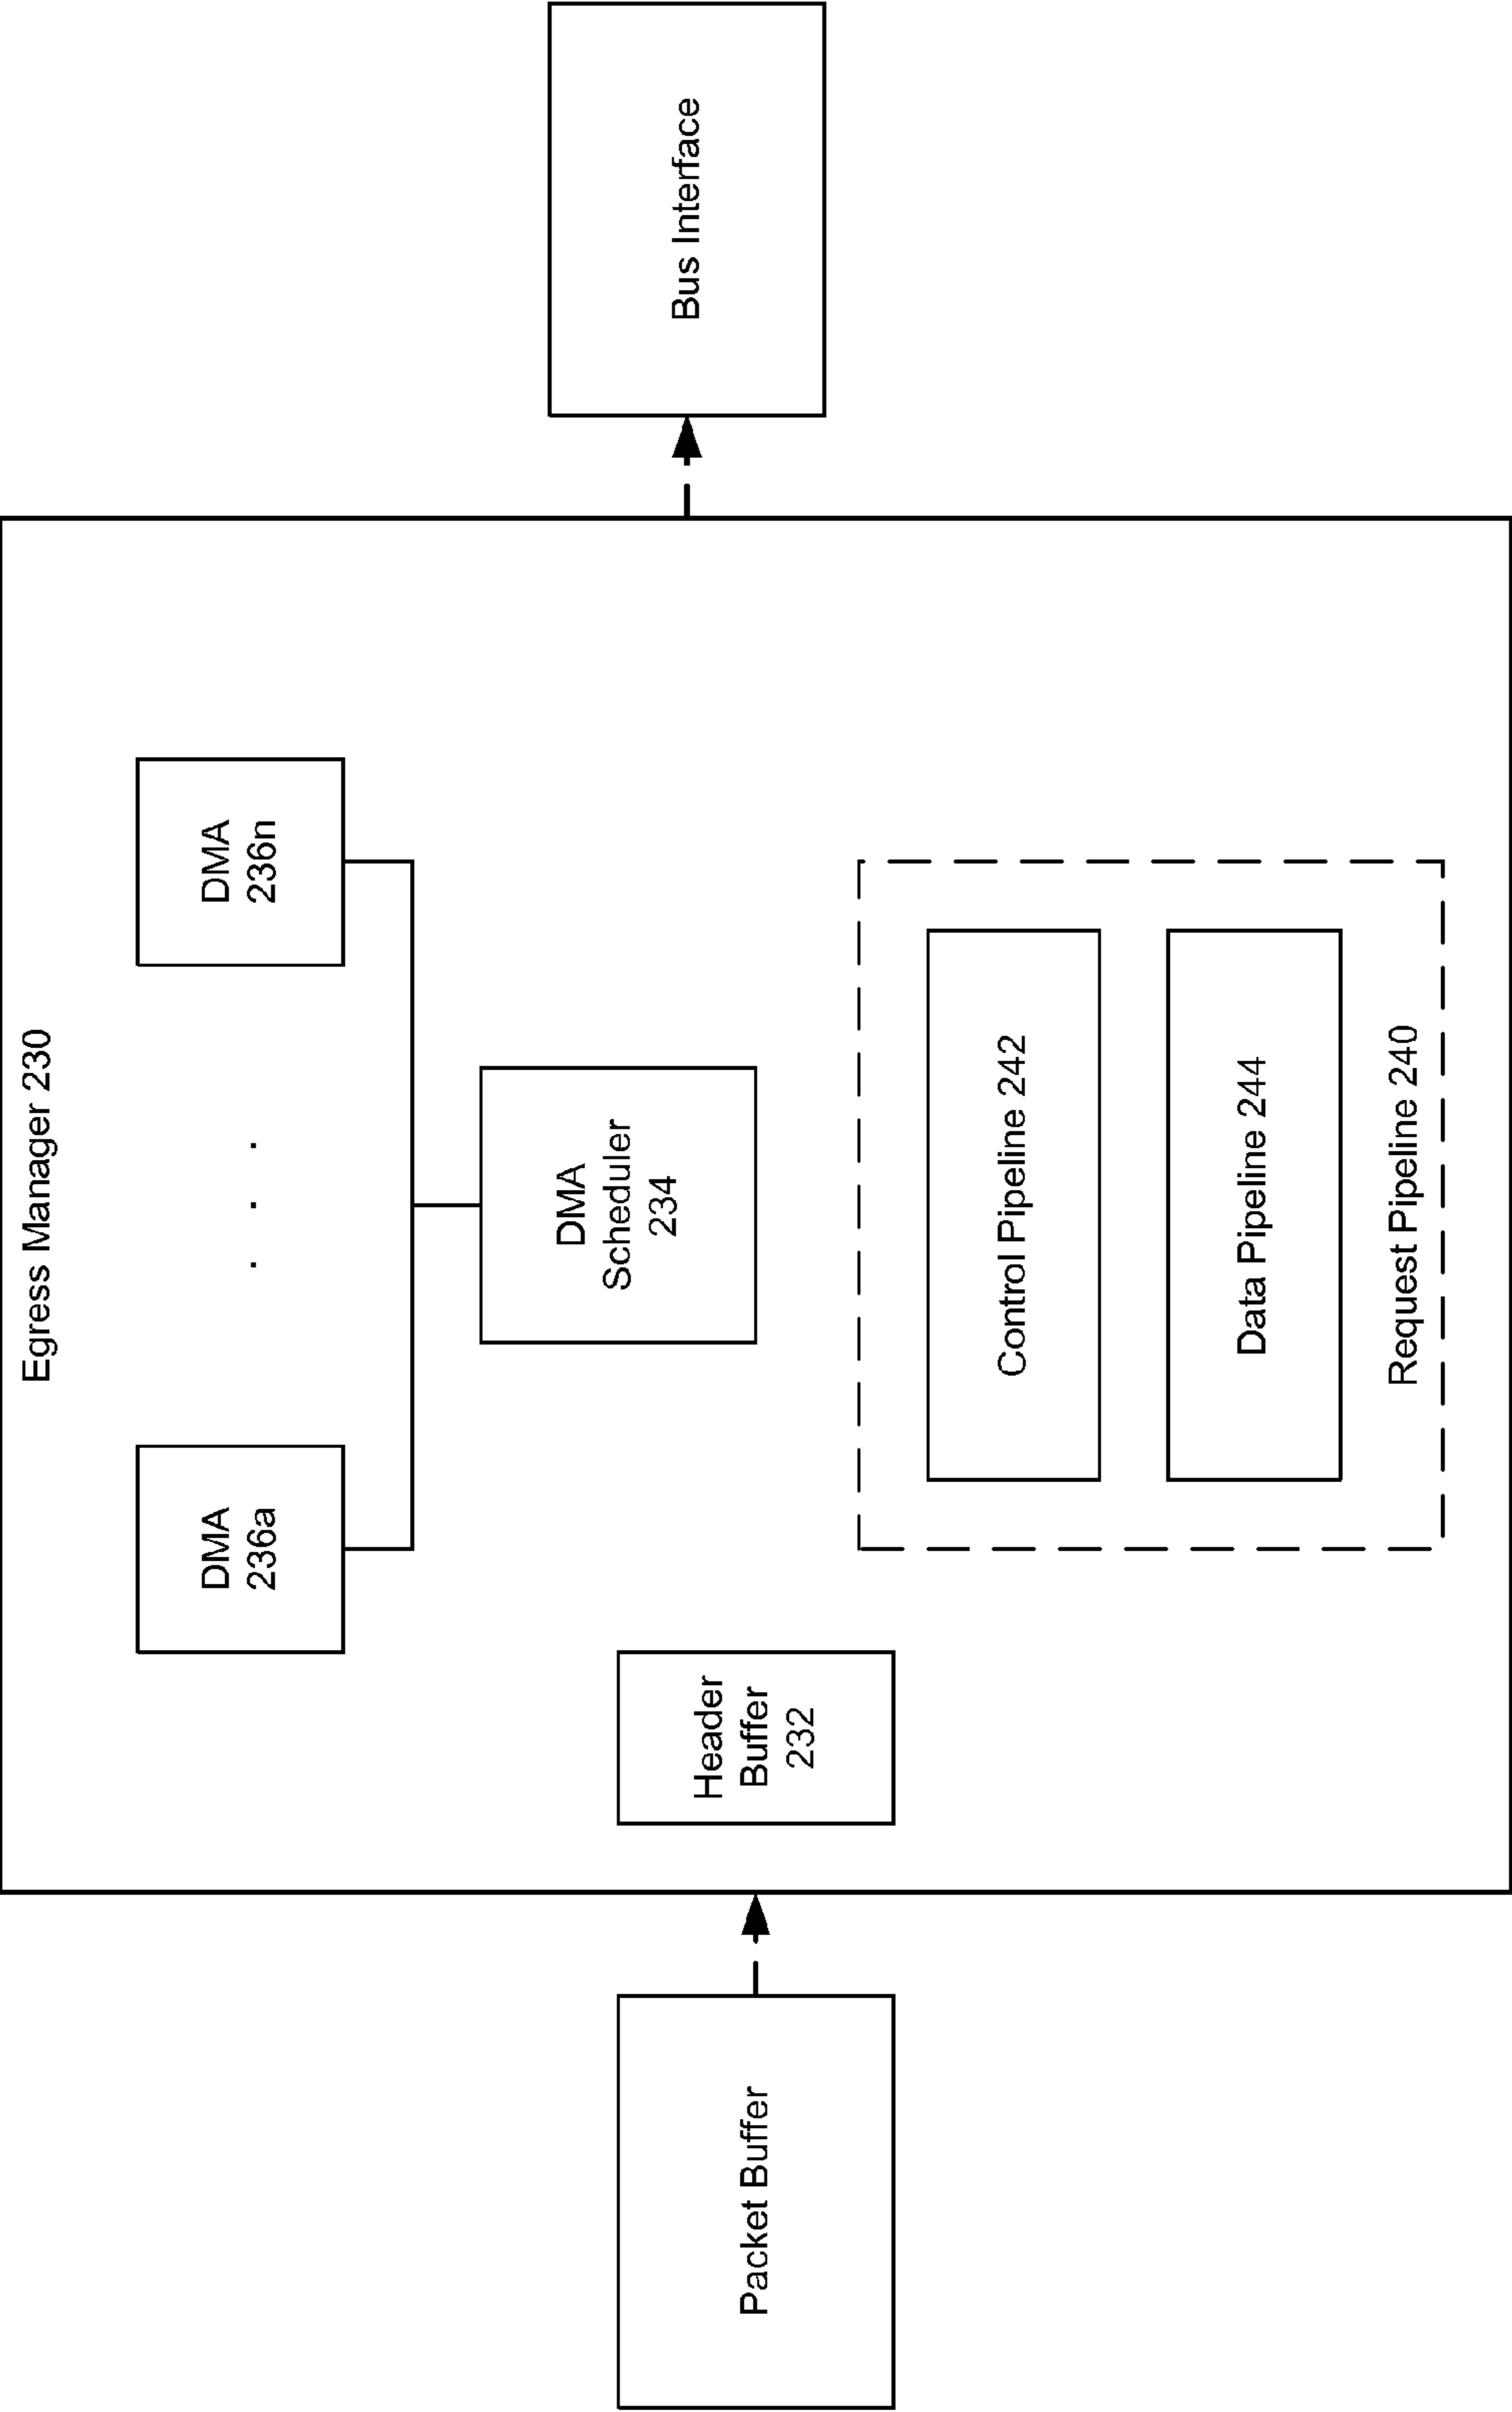 Egress Manager 230
DMA
236a
. . .
DMA
236n
DMA
Scheduler
234
Packet Buffer
Header
Buffer
232
Bus Interface
Control Pipeline 242
Data Pipeline 244
Request Pipeline 240